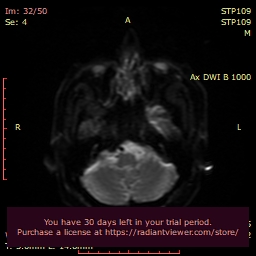 Im: 32/50
Se: 4
A
STP109
STP109
M
Ax DWI B 1000
R
L
You have 30 days left in your trial period.
Purchase a license at https://radiantviewer.com/store/